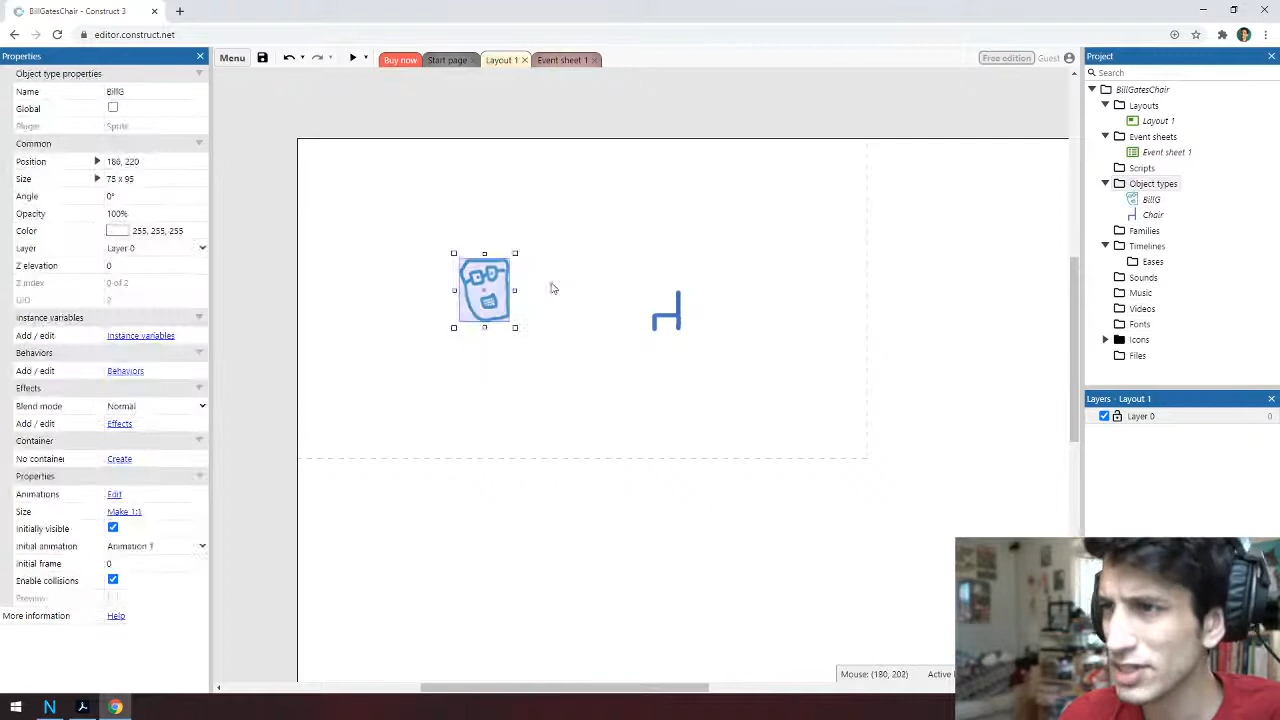 BillGatesChair - Construct 3
editor.construct.net
Properties
Object type properties
Name BillG
Global
Plugin Sprite
Common
Position 186, 220
Size 75 x 95
Angle 0°
Opacity 100%
Color 255, 255, 255
Layer Layer 0
Z elevation 0
Z index 0 of 2
UID 2
Instance variables
Add / edit Instance variables
Behaviors
Add / edit Behaviors
Effects
Blend mode Normal
Add / edit Effects
Container
No container Create
Properties
Animations Edit
Size Make 1:1
Initially visible
Initial animation Animation 1
Initial frame 0
Enable collisions
Preview
More information Help
Menu
Buy now
Start page
Layout 1
Event sheet 1
Free edition
Guest
Mouse: (180, 202)
Active
Project
Search
BillGatesChair
Layouts
Layout 1
Event sheets
Event sheet 1
Scripts
Object types
BillG
Chair
Families
Timelines
Eases
Sounds
Music
Videos
Fonts
Icons
Files
Layers - Layout 1
Layer 0 0
N